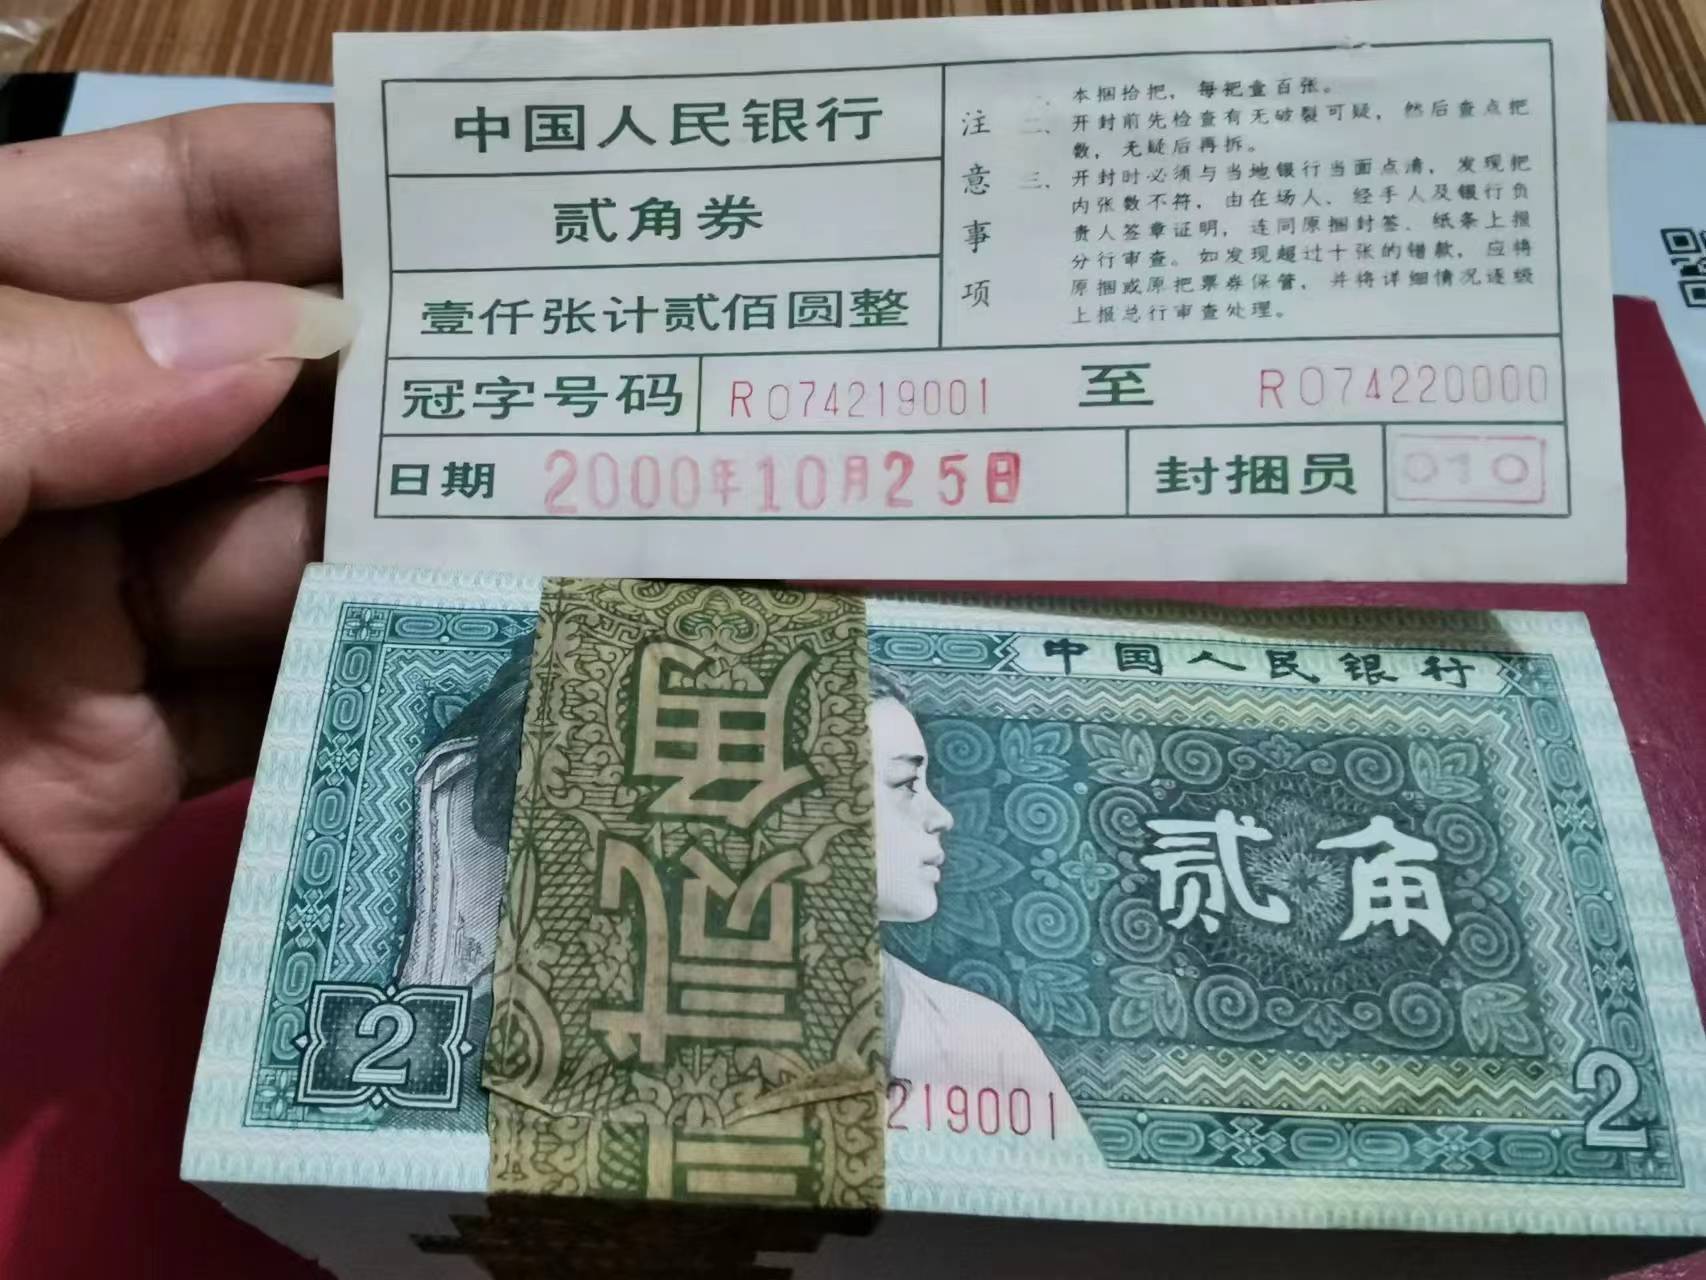 中国人民银行
贰角券
壹仟张计贰佰圆整
注意事项
一、本捆拾把，每把壹百张。
二、开封前先检查有无破裂可疑，然后查点把
数，无疑后再拆。
三、开封时必须与当地银行当面点清，发现把
内张数不符，由在场人、经手人及银行负
责人签章证明，连同原捆封签、纸条上报
分行审查。如发现超过十张的错款，应将
原捆或原把票券保管，并将详细情况逐级
上报总行审查处理。
冠字号码 R074219001 至 R074220000
日期 2000年10月25日 封捆员 010
中国人民银行
贰角
贰角
2
219001
2